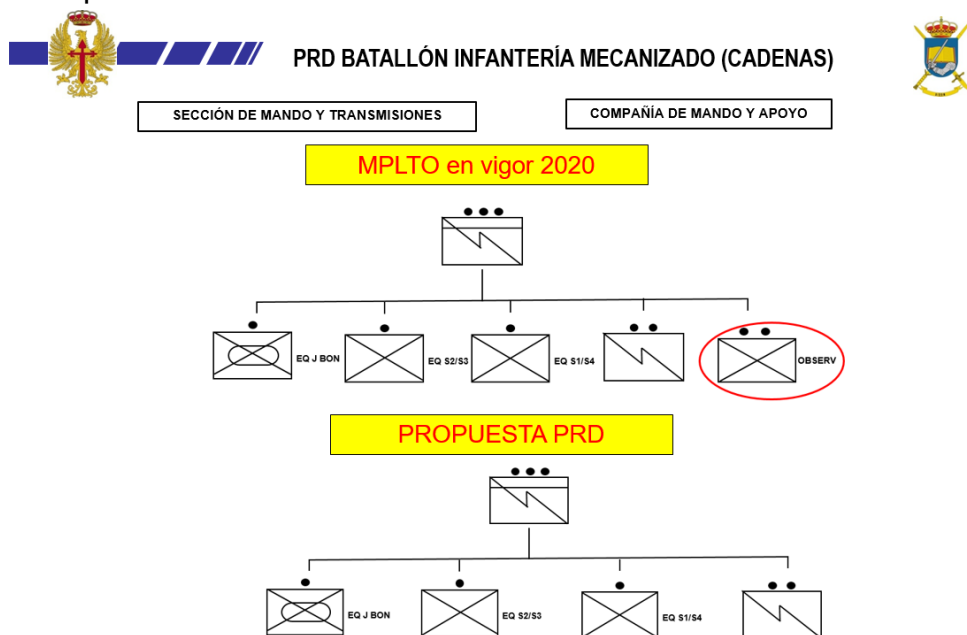 PRD BATALLÓN INFANTERÍA MECANIZADO (CADENAS)
SECCIÓN DE MANDO Y TRANSMISIONES
COMPAÑÍA DE MANDO Y APOYO
MPLTO en vigor 2020
EQ J BON
EQ S2/S3
EQ S1/S4
OBSERV
PROPUESTA PRD
EQ J BON
EQ S2/S3
EQ S1/S4